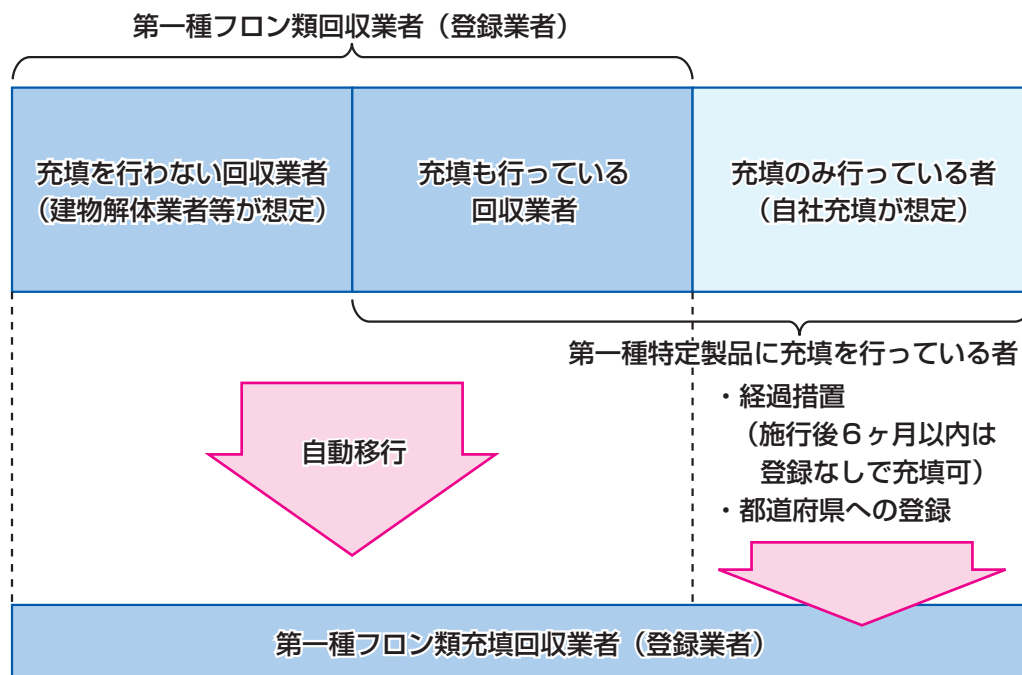 第一種フロン類回収業者（登録業者）
充填を行わない回収業者
（建物解体業者等が想定）
充填も行っている
回収業者
充填のみ行っている者
（自社充填が想定）
第一種特定製品に充填を行っている者
・経過措置
（施行後６ヶ月以内は
登録なしで充填可）
・都道府県への登録
自動移行
第一種フロン類充填回収業者（登録業者）